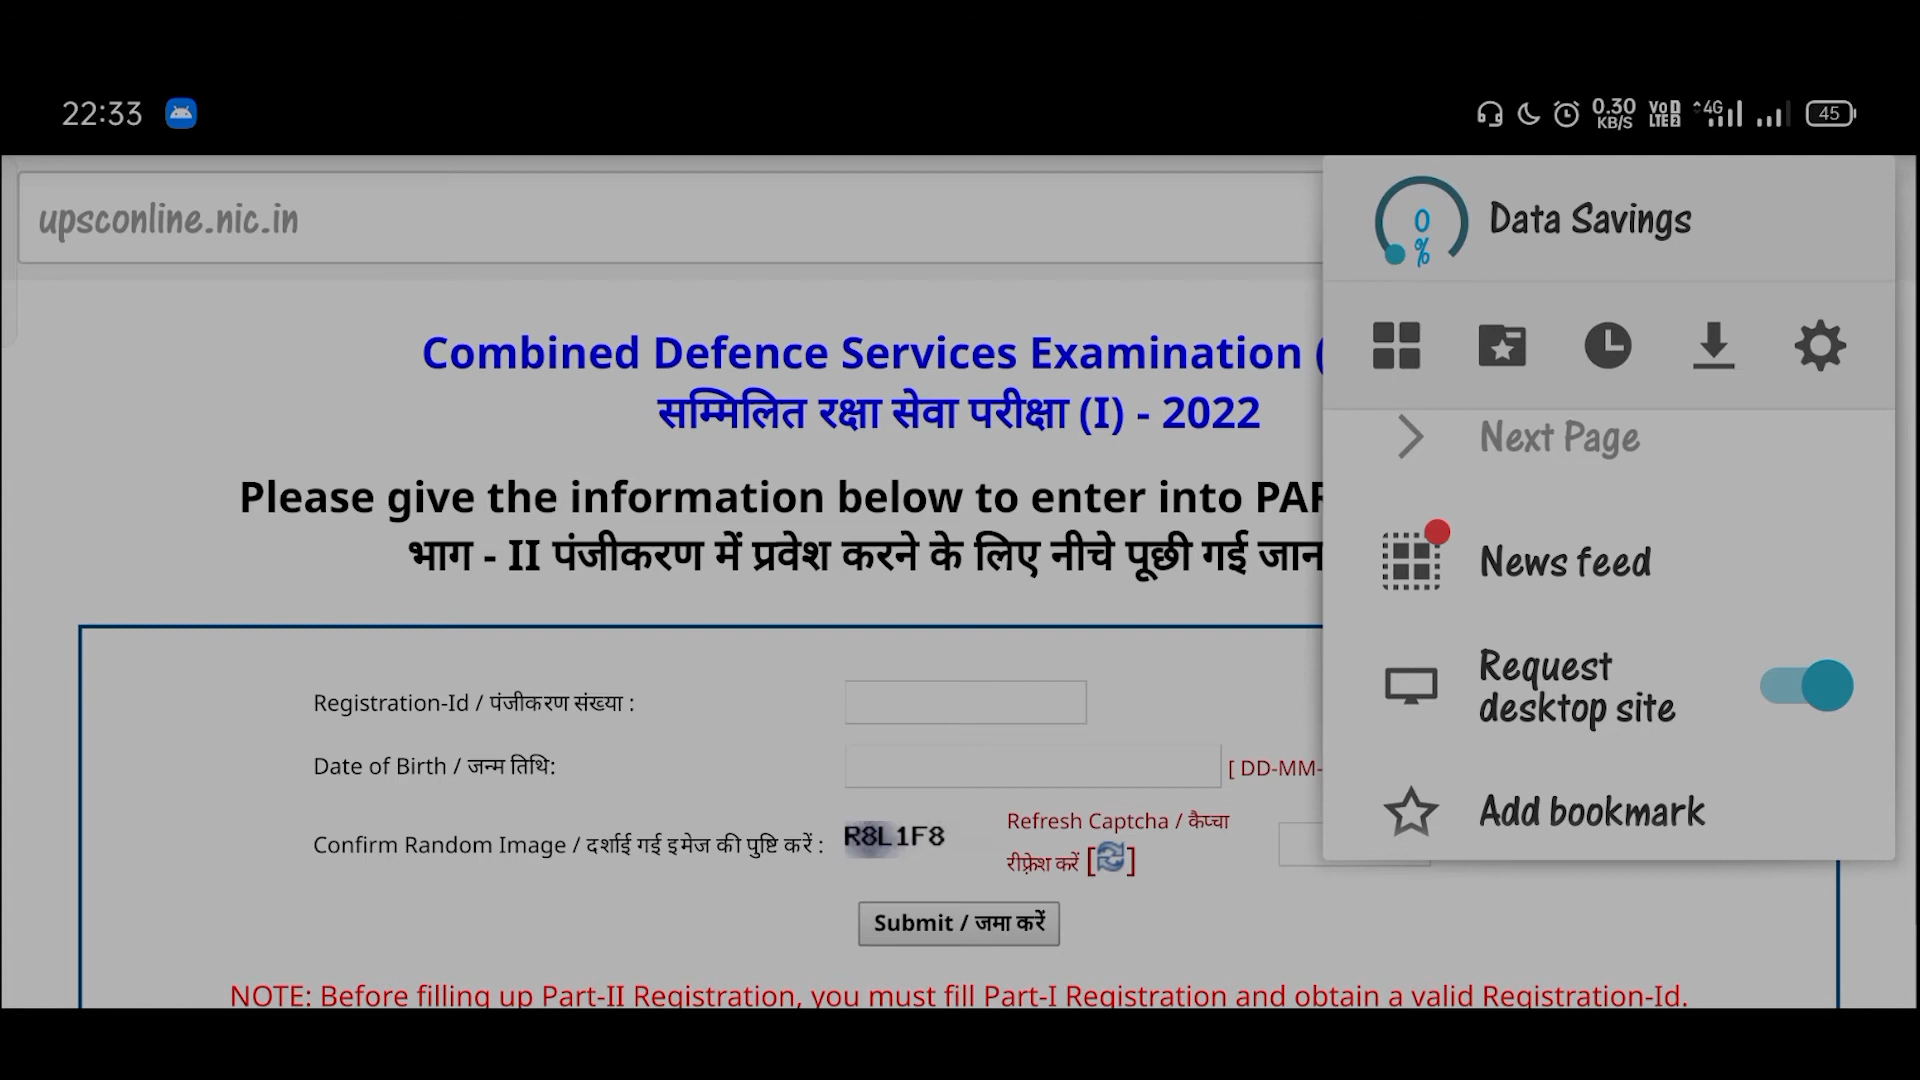 22:33
0.30 KB/S
Vo LTE 1 2
4G
45
upsconline.nic.in
0 %
Data Savings
Combined Defence Services Examination (
सम्मिलित रक्षा सेवा परीक्षा (I) - 2022
Please give the information below to enter into PAR
भाग - II पंजीकरण में प्रवेश करने के लिए नीचे पूछी गई जान
Next Page
News feed
Request
desktop site
Add bookmark
Registration-Id / पंजीकरण संख्या :
Date of Birth / जन्म तिथि:
[ DD-MM-
Confirm Random Image / दर्शाई गई इमेज की पुष्टि करें :
R8L1F8
Refresh Captcha / कैप्चा
रीफ़्रेश करें []
Submit / जमा करें
NOTE: Before filling up Part-II Registration, you must fill Part-I Registration and obtain a valid Registration-Id.